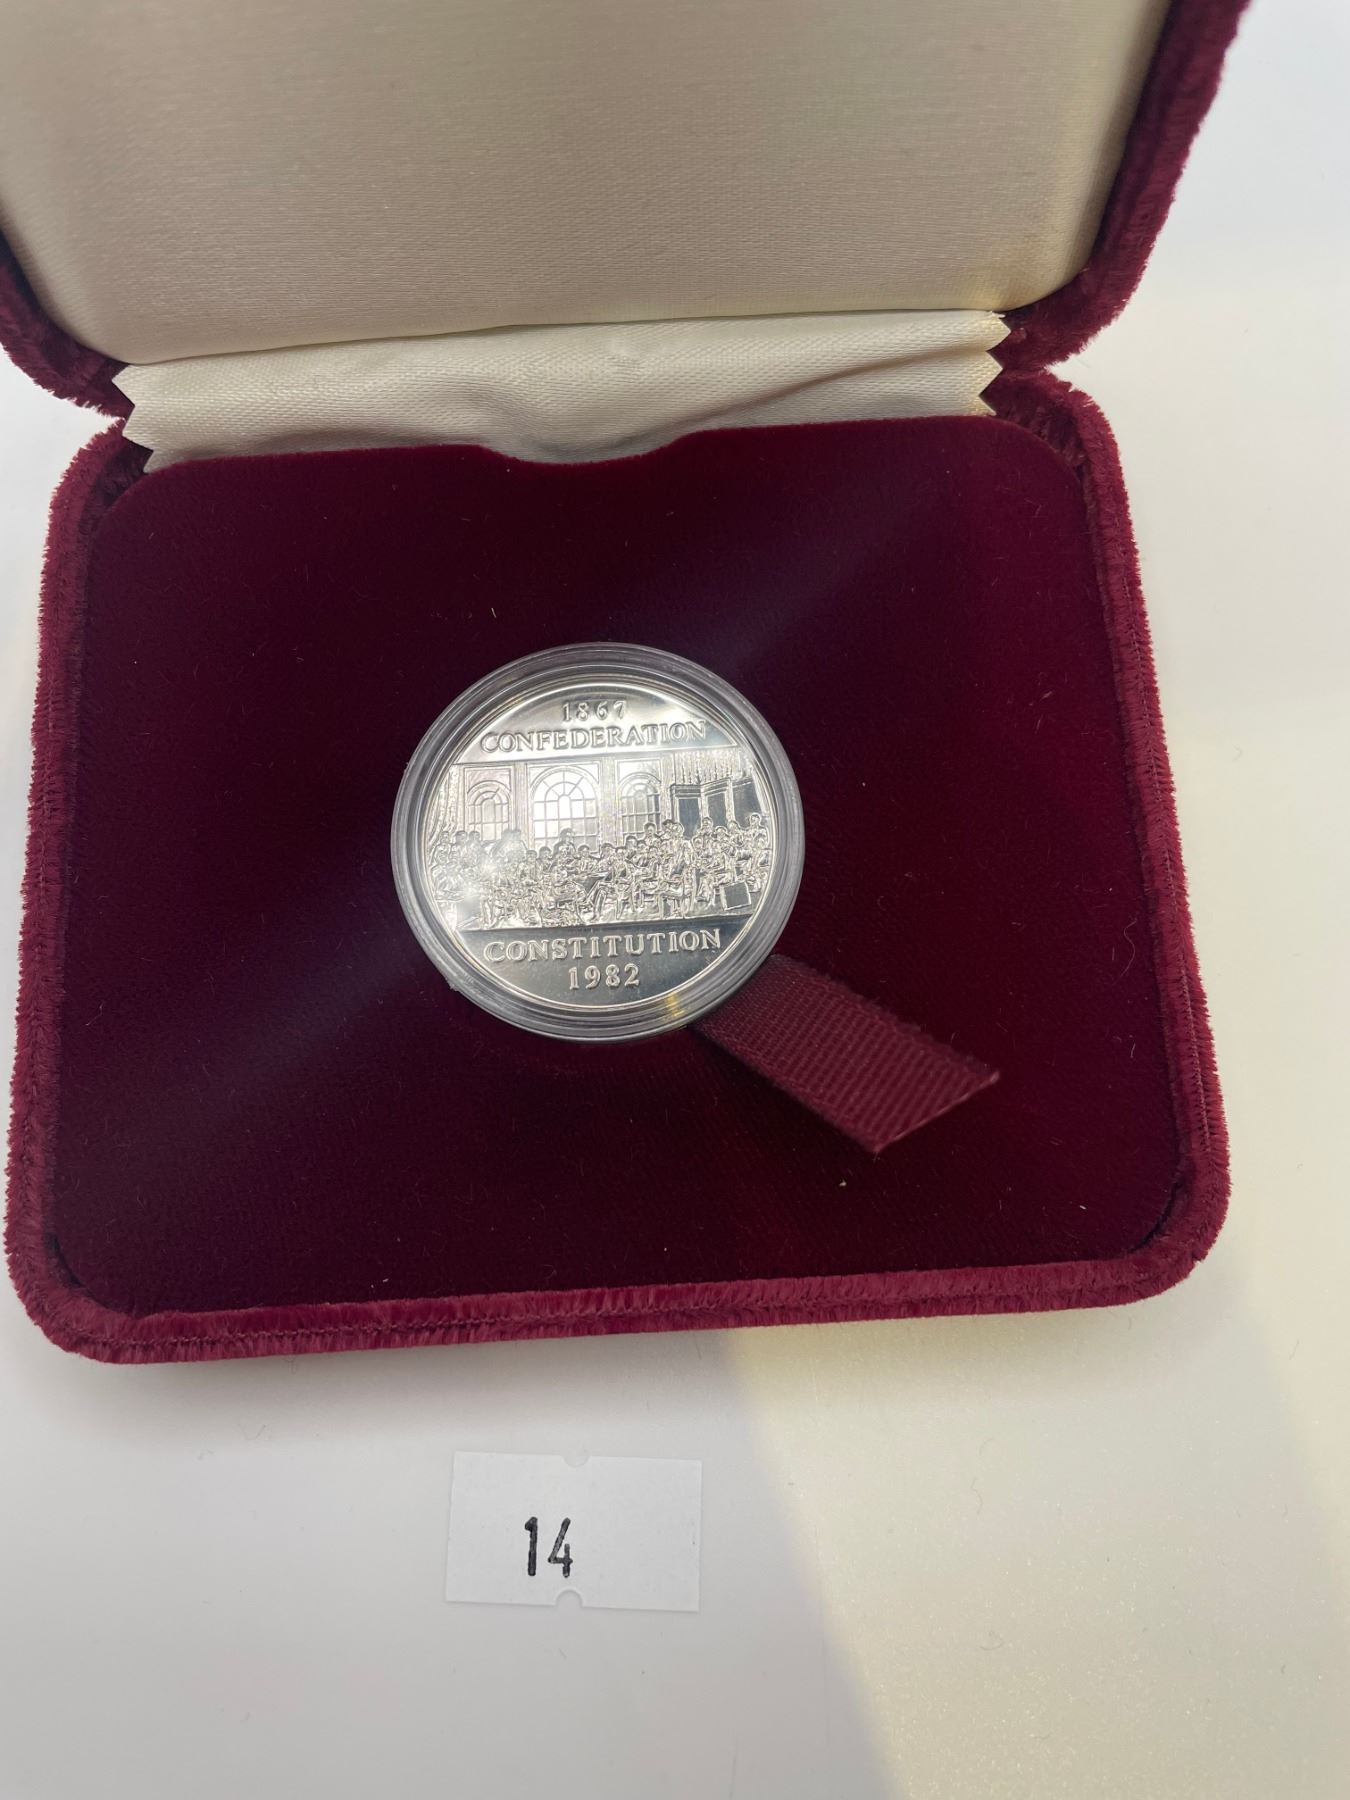 1867
CONFEDERATION
CONSTITUTION
1982
14